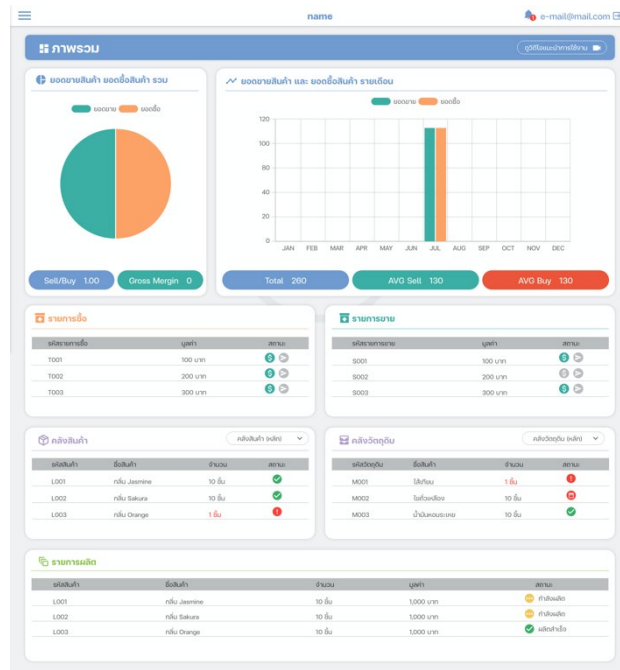 name
e-mail@mail.com
ภาพรวม
ดูวิดีโอแนะนำการใช้งาน
ยอดขายสินค้า ยอดซื้อสินค้า รวม
ยอดขาย ยอดซื้อ
Sell/Buy 1.00
Gross Mergin 0
ยอดขายสินค้า และ ยอดซื้อสินค้า รายเดือน
ยอดขาย ยอดซื้อ
120
100
80
40
20
0
JAN FEB MAR APR MAY JUN JUL AUG SEP OCT NOV DEC
Total 260
AVG Sell 130
AVG Buy 130
รายการซื้อ
รหัสรายการซื้อ มูลค่า สถานะ
T001 100 บาท
T002 200 บาท
T003 300 บาท
รายการขาย
รหัสรายการขาย มูลค่า สถานะ
S001 100 บาท
S002 200 บาท
S003 300 บาท
คลังสินค้า
คลังสินค้า (หลัก)
รหัสสินค้า ชื่อสินค้า จำนวน สถานะ
L001 กลิ่น Jasmine 10 ชิ้น
L002 กลิ่น Sakura 10 ชิ้น
L003 กลิ่น Orange 1 ชิ้น
คลังวัตถุดิบ
คลังวัตถุดิบ (หลัก)
รหัสวัตถุดิบ ชื่อสินค้า จำนวน สถานะ
M001 ไส้เทียน 1 ชิ้น
M002 ไขถั่วเหลือง 10 ชิ้น
M003 น้ำมันหอมระเหย 10 ชิ้น
รายการผลิต
รหัสสินค้า ชื่อสินค้า จำนวน มูลค่า สถานะ
L001 กลิ่น Jasmine 10 ชิ้น 1,000 บาท กำลังผลิต
L002 กลิ่น Sakura 10 ชิ้น 1,000 บาท กำลังผลิต
L003 กลิ่น Orange 10 ชิ้น 1,000 บาท ผลิตสำเร็จ